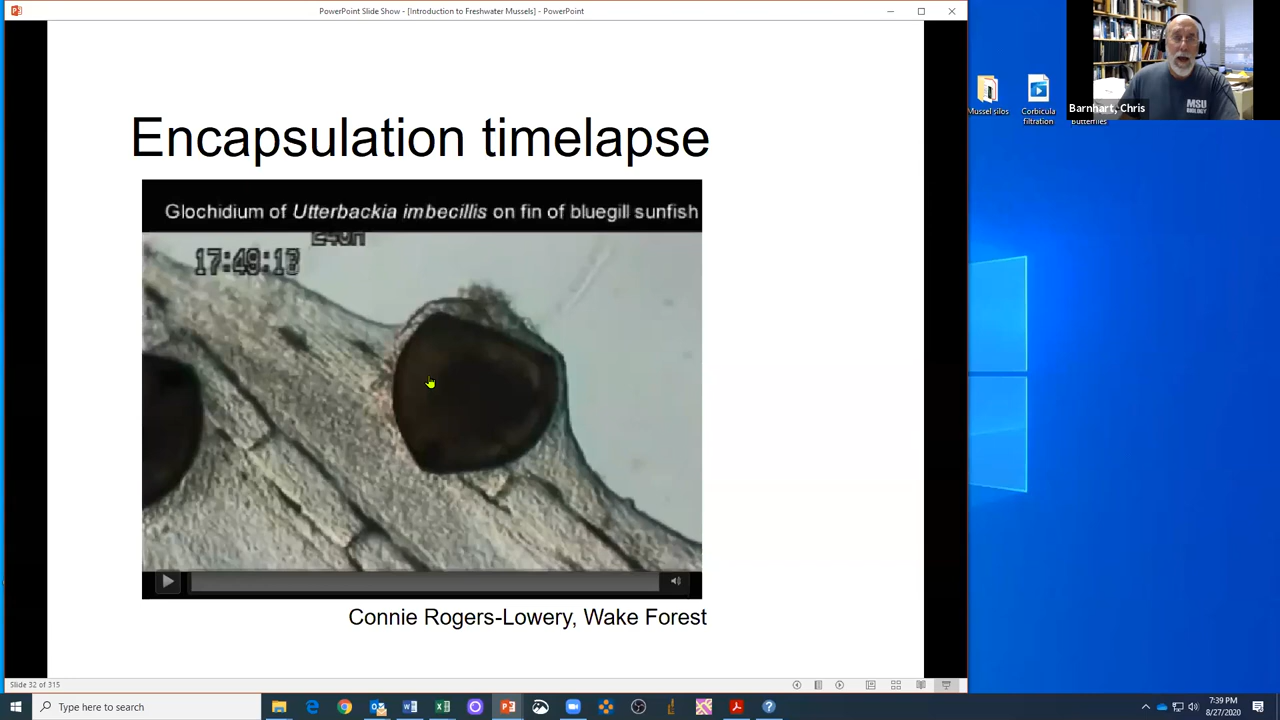 PowerPoint Slide Show - [Introduction to Freshwater Mussels] - PowerPoint
Encapsulation timelapse
Glochidium of Utterbackia imbecillis on fin of bluegill sunfish
17:49:13
Connie Rogers-Lowery, Wake Forest
Slide 32 of 315
Mussel silos
Corbicula
filtration
Butterflies
Barnhart, Chris
MSU
BIOLOGY
Type here to search
7:39 PM
8/27/2020